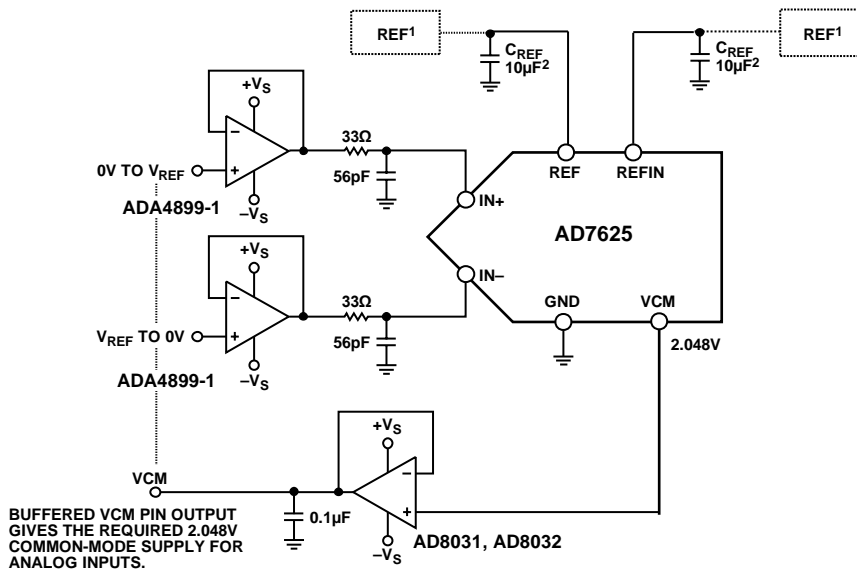 REF1
REF1
CREF
10µF2
CREF
10µF2
+VS
–
+
–VS
0V TO VREF
ADA4899-1
33Ω
56pF
REF
REFIN
IN+
AD7625
IN–
GND
VCM
2.048V
+VS
–
+
–VS
33Ω
56pF
VREF TO 0V
ADA4899-1
+VS
–
+
–VS
VCM
0.1µF
AD8031, AD8032
BUFFERED VCM PIN OUTPUT
GIVES THE REQUIRED 2.048V
COMMON-MODE SUPPLY FOR
ANALOG INPUTS.